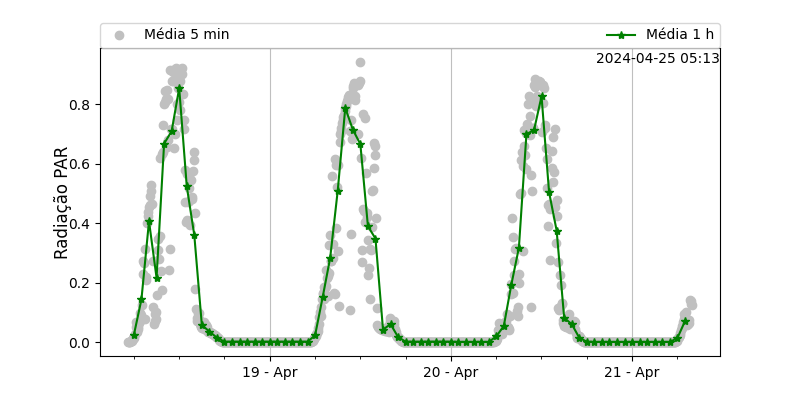 Média 5 min
Média 1 h
2024-04-25 05:13
Radiação PAR
0.8
0.6
0.4
0.2
0.0
19 - Apr
20 - Apr
21 - Apr